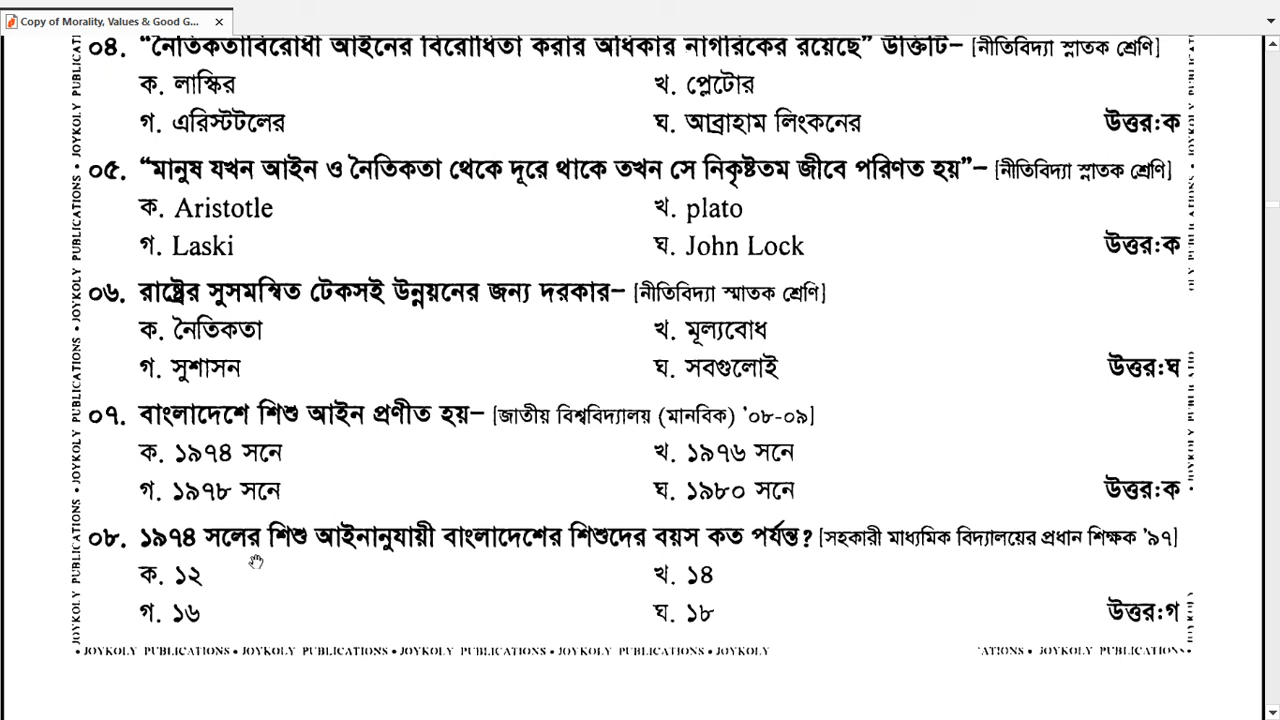 Copy of Morality, Values & Good G...
০৪. “নৈতিকতাবিরোধী আইনের বিরোধিতা করার অধিকার নাগরিকের রয়েছে” উক্তিটি– [নীতিবিদ্যা স্নাতক শ্রেণি]
ক. লাস্কির খ. প্লেটোর
গ. এরিস্টটলের ঘ. আব্রাহাম লিংকনের উত্তর:ক
০৫. “মানুষ যখন আইন ও নৈতিকতা থেকে দূরে থাকে তখন সে নিকৃষ্টতম জীবে পরিণত হয়”– [নীতিবিদ্যা স্নাতক শ্রেণি]
ক. Aristotle খ. plato
গ. Laski ঘ. John Lock উত্তর:ক
০৬. রাষ্ট্রের সুসমন্বিত টেকসই উন্নয়নের জন্য দরকার– [নীতিবিদ্যা স্মাতক শ্রেণি]
ক. নৈতিকতা খ. মূল্যবোধ
গ. সুশাসন ঘ. সবগুলোই উত্তর:ঘ
০৭. বাংলাদেশে শিশু আইন প্রণীত হয়– [জাতীয় বিশ্ববিদ্যালয় (মানবিক) '০৮-০৯]
ক. ১৯৭৪ সনে খ. ১৯৭৬ সনে
গ. ১৯৭৮ সনে ঘ. ১৯৮০ সনে উত্তর:ক
০৮. ১৯৭৪ সলের শিশু আইনানুযায়ী বাংলাদেশের শিশুদের বয়স কত পর্যন্ত? [সহকারী মাধ্যমিক বিদ্যালয়ের প্রধান শিক্ষক '৯৭]
ক. ১২ খ. ১৪
গ. ১৬ ঘ. ১৮ উত্তর:গ
• JOYKOLY PUBLICATIONS • JOYKOLY PUBLICATIONS • JOYKOLY PUBLICATIONS • JOYKOLY ATIONS • JOYKOLY PUBLICATIONS •
JOYKOLY PUBLICATIONS • JOYKOLY PUBLICATIONS • JOYKOLY PUBLICATIONS